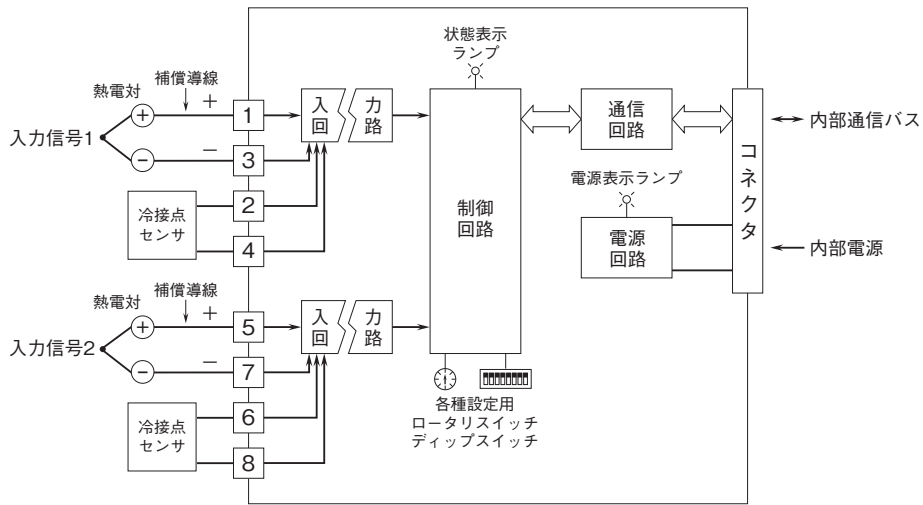 状態表示
ランプ
熱電対
補償導線
+
入力信号1
+
−
−
1
3
2
4
冷接点
センサ
入 力
回 路
制御
回路
通信
回路
コネクタ
内部通信バス
電源表示ランプ
電源
回路
内部電源
熱電対
補償導線
+
入力信号2
+
−
−
5
7
6
8
冷接点
センサ
入 力
回 路
各種設定用
ロータリスイッチ
ディップスイッチ